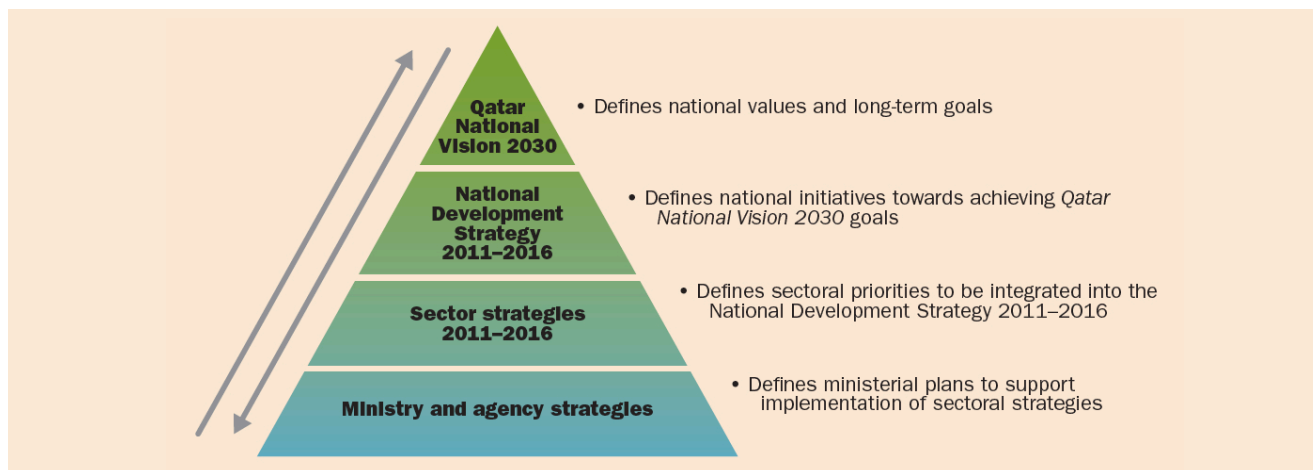 Qatar
National
Vision 2030
• Defines national values and long-term goals
National
Development
Strategy
2011–2016
• Defines national initiatives towards achieving Qatar
National Vision 2030 goals
Sector strategies
2011–2016
• Defines sectoral priorities to be integrated into the
National Development Strategy 2011–2016
Ministry and agency strategies
• Defines ministerial plans to support
implementation of sectoral strategies